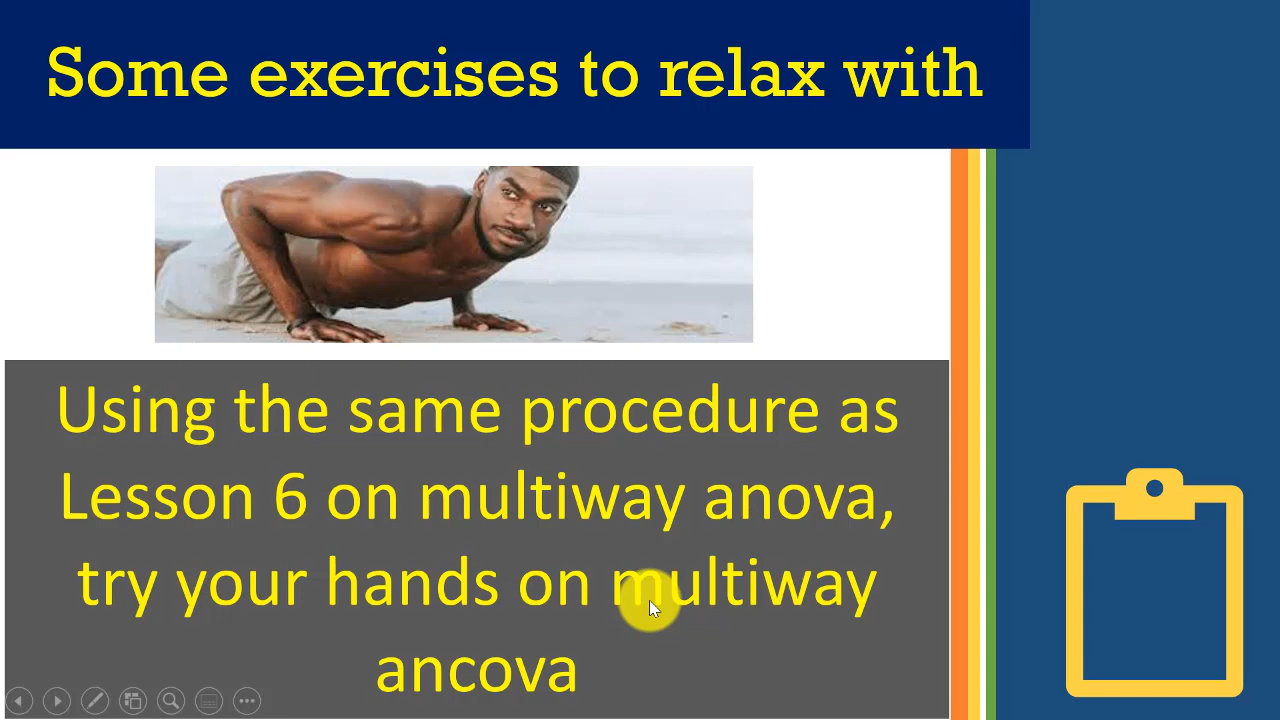 Some exercises to relax with
Using the same procedure as
Lesson 6 on multiway anova,
try your hands on multiway
ancova